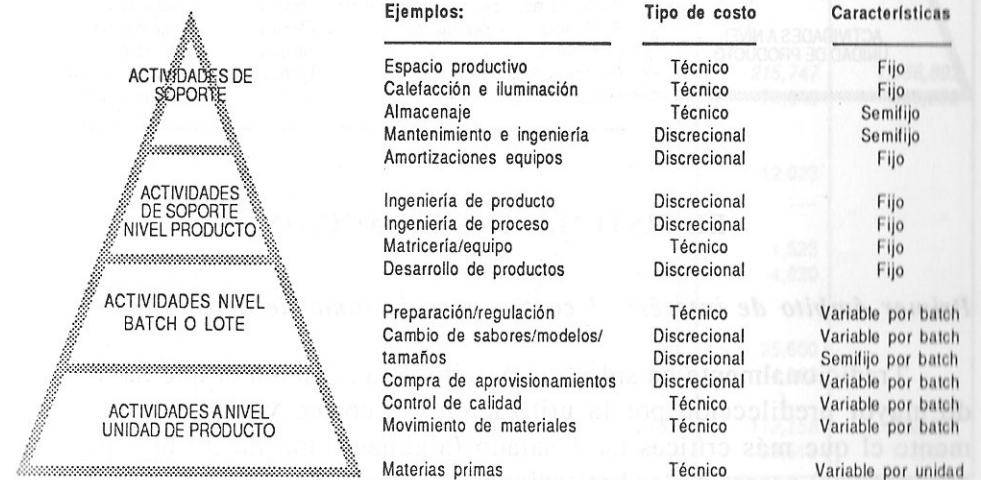 Ejemplos: Tipo de costo Características
ACTIVIDADES DE
SOPORTE
Espacio productivo Técnico Fijo
Calefacción e iluminación Técnico Fijo
Almacenaje Técnico Semifijo
Mantenimiento e ingeniería Discrecional Semifijo
Amortizaciones equipos Discrecional Fijo
ACTIVIDADES
DE SOPORTE
NIVEL PRODUCTO
Ingeniería de producto Discrecional Fijo
Ingeniería de proceso Discrecional Fijo
Matricería/equipo Técnico Fijo
Desarrollo de productos Discrecional Fijo
ACTIVIDADES NIVEL
BATCH O LOTE
Preparación/regulación Técnico Variable por batch
Cambio de sabores/modelos/ Discrecional Variable por batch
tamaños Discrecional Semifijo por batch
Compra de aprovisionamientos Discrecional Variable por batch
Control de calidad Técnico Variable por batch
Movimiento de materiales Técnico Variable por batch
ACTIVIDADES A NIVEL
UNIDAD DE PRODUCTO
Materias primas Técnico Variable por unidad